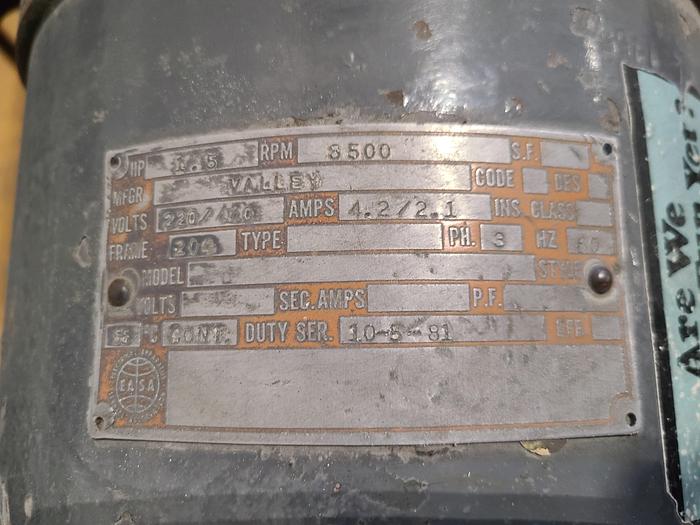 HP 1.5 RPM 3500 S.F.
MFGR VALLEY CODE DES
VOLTS 220/440 AMPS 4.2/2.1 INS. CLASS
FRAME 204 TYPE PH. 3 HZ 60
MODEL STYLE
VOLTS SEC. AMPS P.F.
55 °C CONT. DUTY SER. 10-5-81 EFF.
EASA
Are We